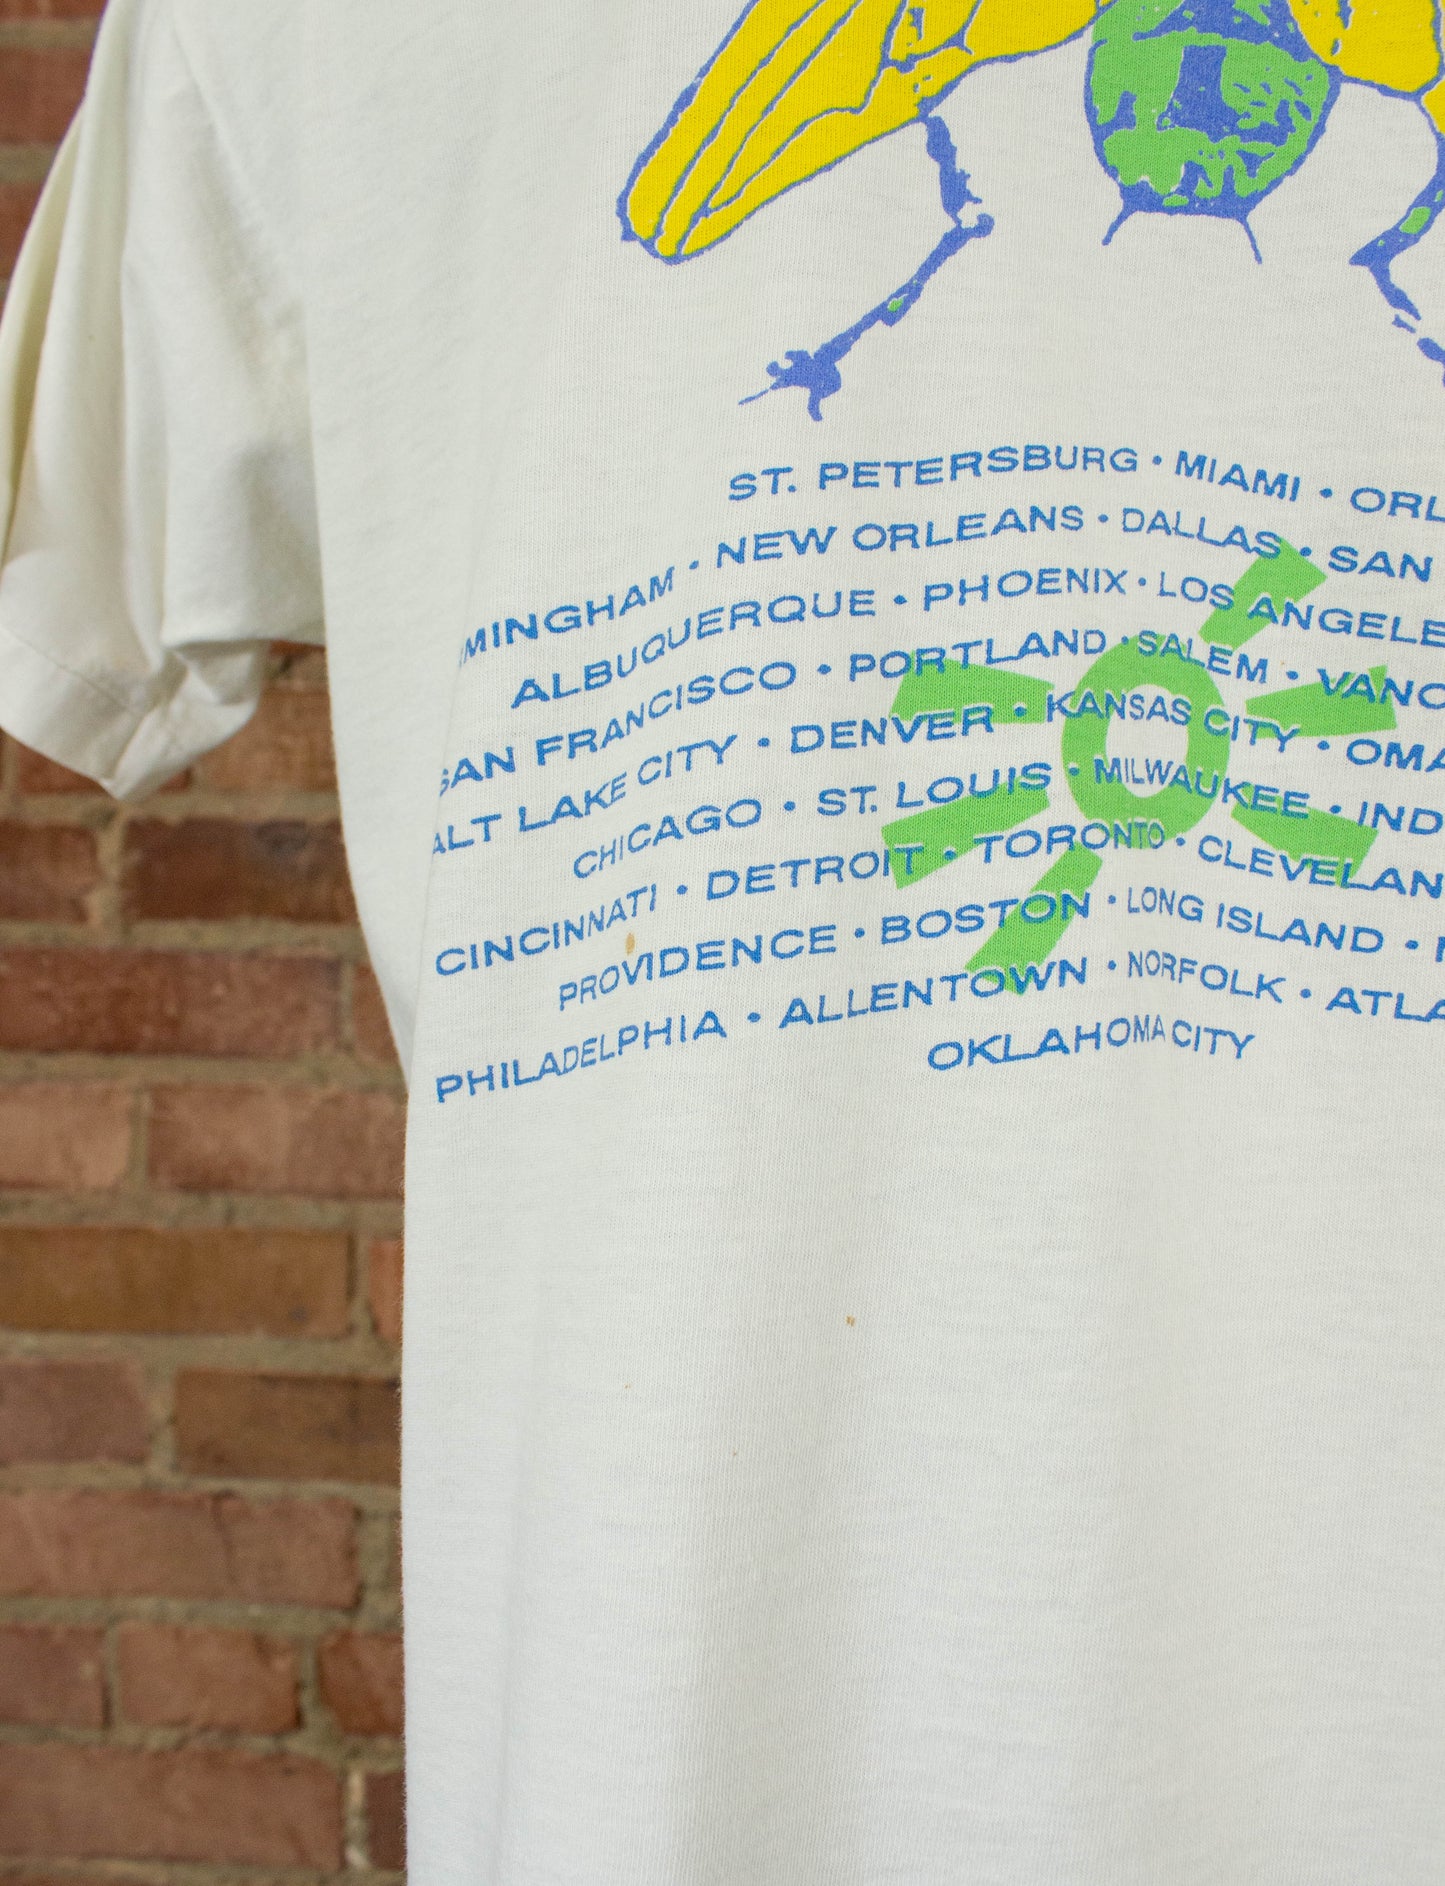 ST. PETERSBURG • MIAMI • ORL
MINGHAM • NEW ORLEANS • DALLAS • SAN
ALBUQUERQUE • PHOENIX • LOS ANGELE
SAN FRANCISCO • PORTLAND • SALEM • VANC
ALT LAKE CITY • DENVER • KANSAS CITY • OMA
CHICAGO • ST. LOUIS • MILWAUKEE • IND
CINCINNATI • DETROIT • TORONTO • CLEVELAN
PROVIDENCE • BOSTON • LONG ISLAND •
PHILADELPHIA • ALLENTOWN • NORFOLK • ATLA
OKLAHOMA CITY